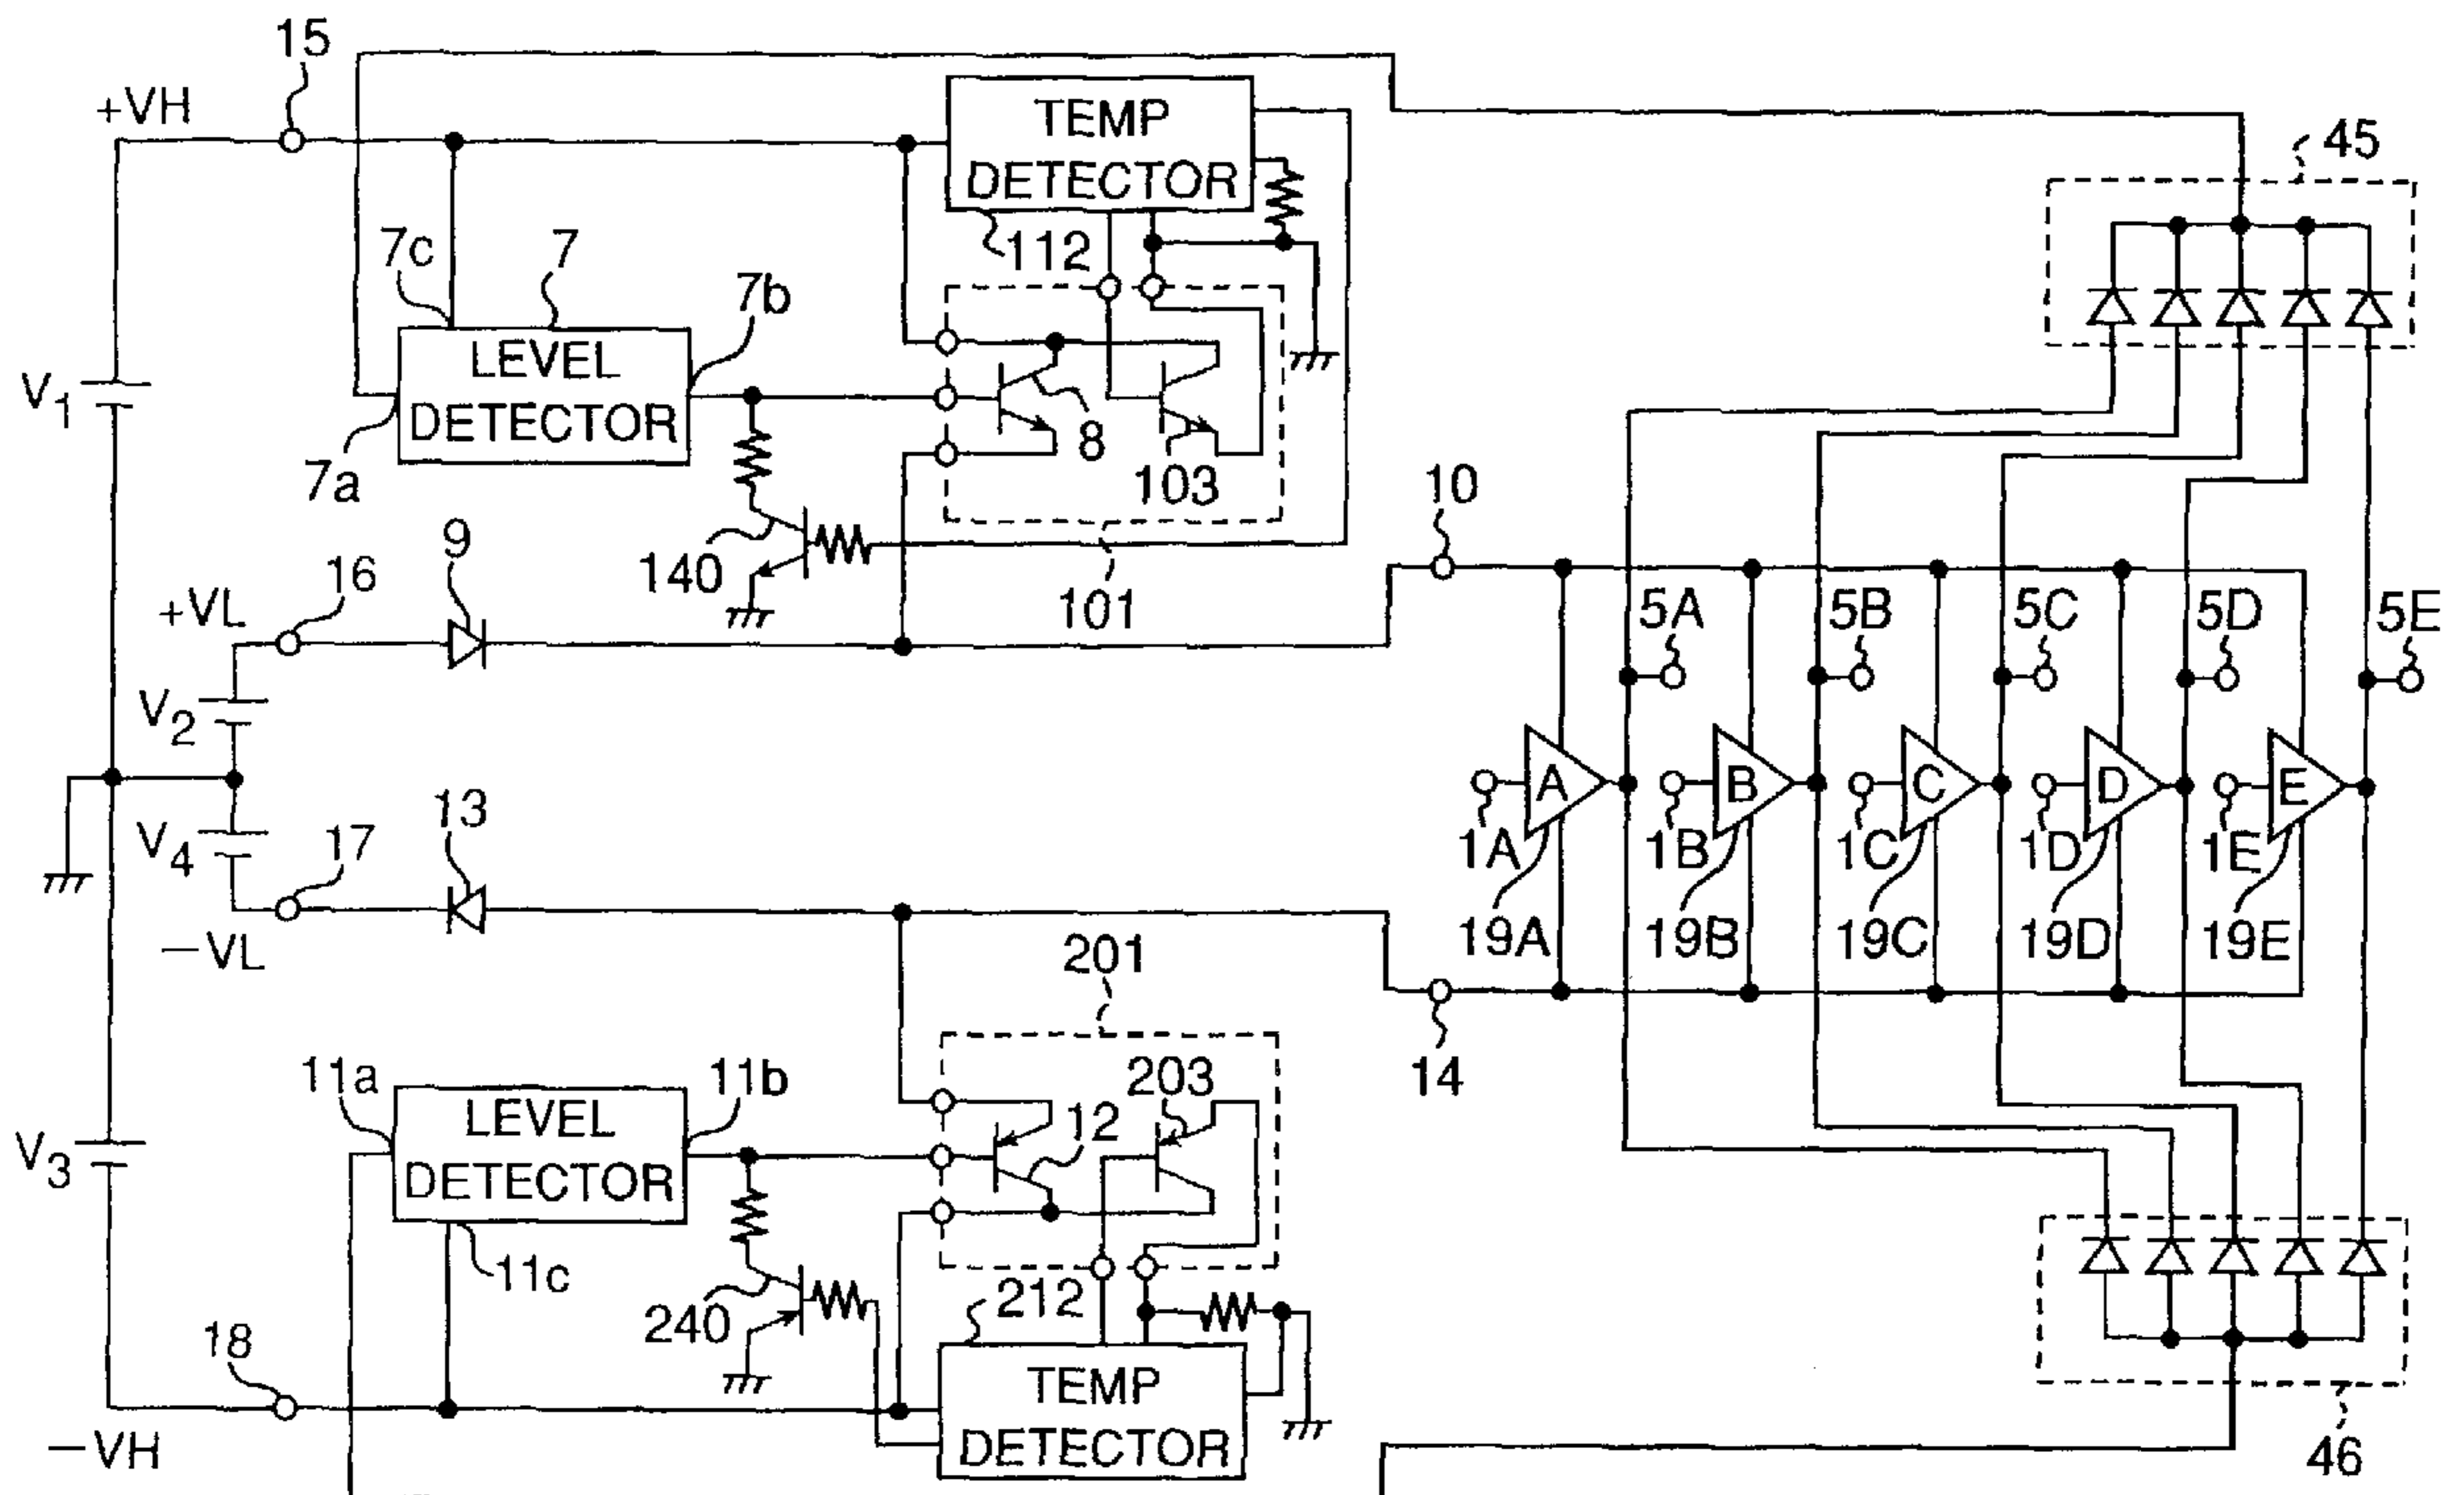 15
+VH
TEMP
DETECTOR
45
7c
7
7b
112
LEVEL
DETECTOR
V1
7a
8
103
10
9
140
101
16
+VL
5A
5B
5C
5D
5E
V2
A
B
C
D
E
13
17
V4
1A
1B
1C
1D
1E
−VL
19A
19B
19C
19D
19E
201
14
11a
11b
203
LEVEL
DETECTOR
12
V3
11c
212
240
18
TEMP
DETECTOR
−VH
46